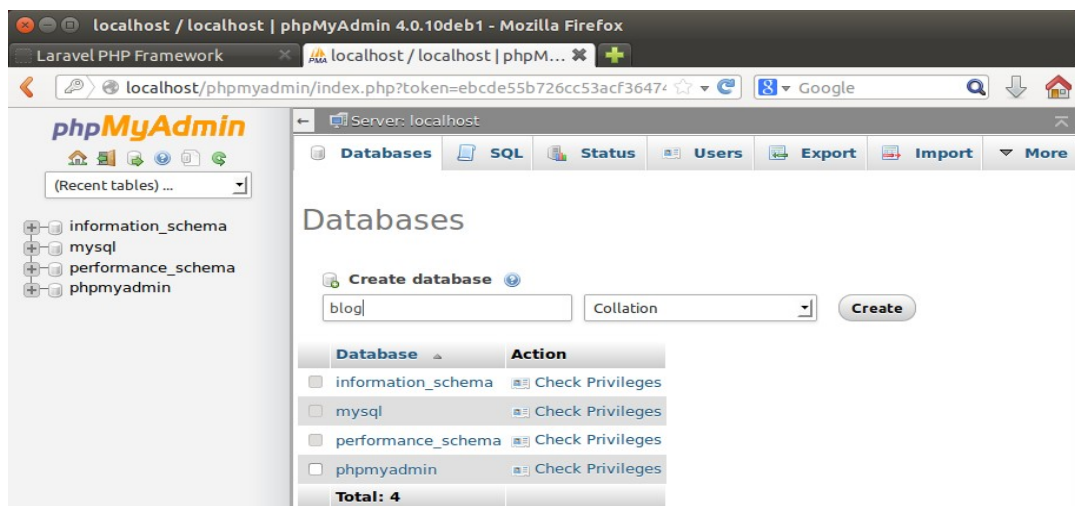 localhost / localhost | phpMyAdmin 4.0.10deb1 - Mozilla Firefox
Laravel PHP Framework
PMA localhost / localhost | phpM...
localhost/phpmyadmin/index.php?token=ebcde55b726cc53acf3647
8 Google
phpMyAdmin
(Recent tables) ...
information_schema
mysql
performance_schema
phpmyadmin
Server: localhost
Databases SQL Status Users Export Import More
Databases
Create database
blog Collation Create
Database Action
information_schema Check Privileges
mysql Check Privileges
performance_schema Check Privileges
phpmyadmin Check Privileges
Total: 4